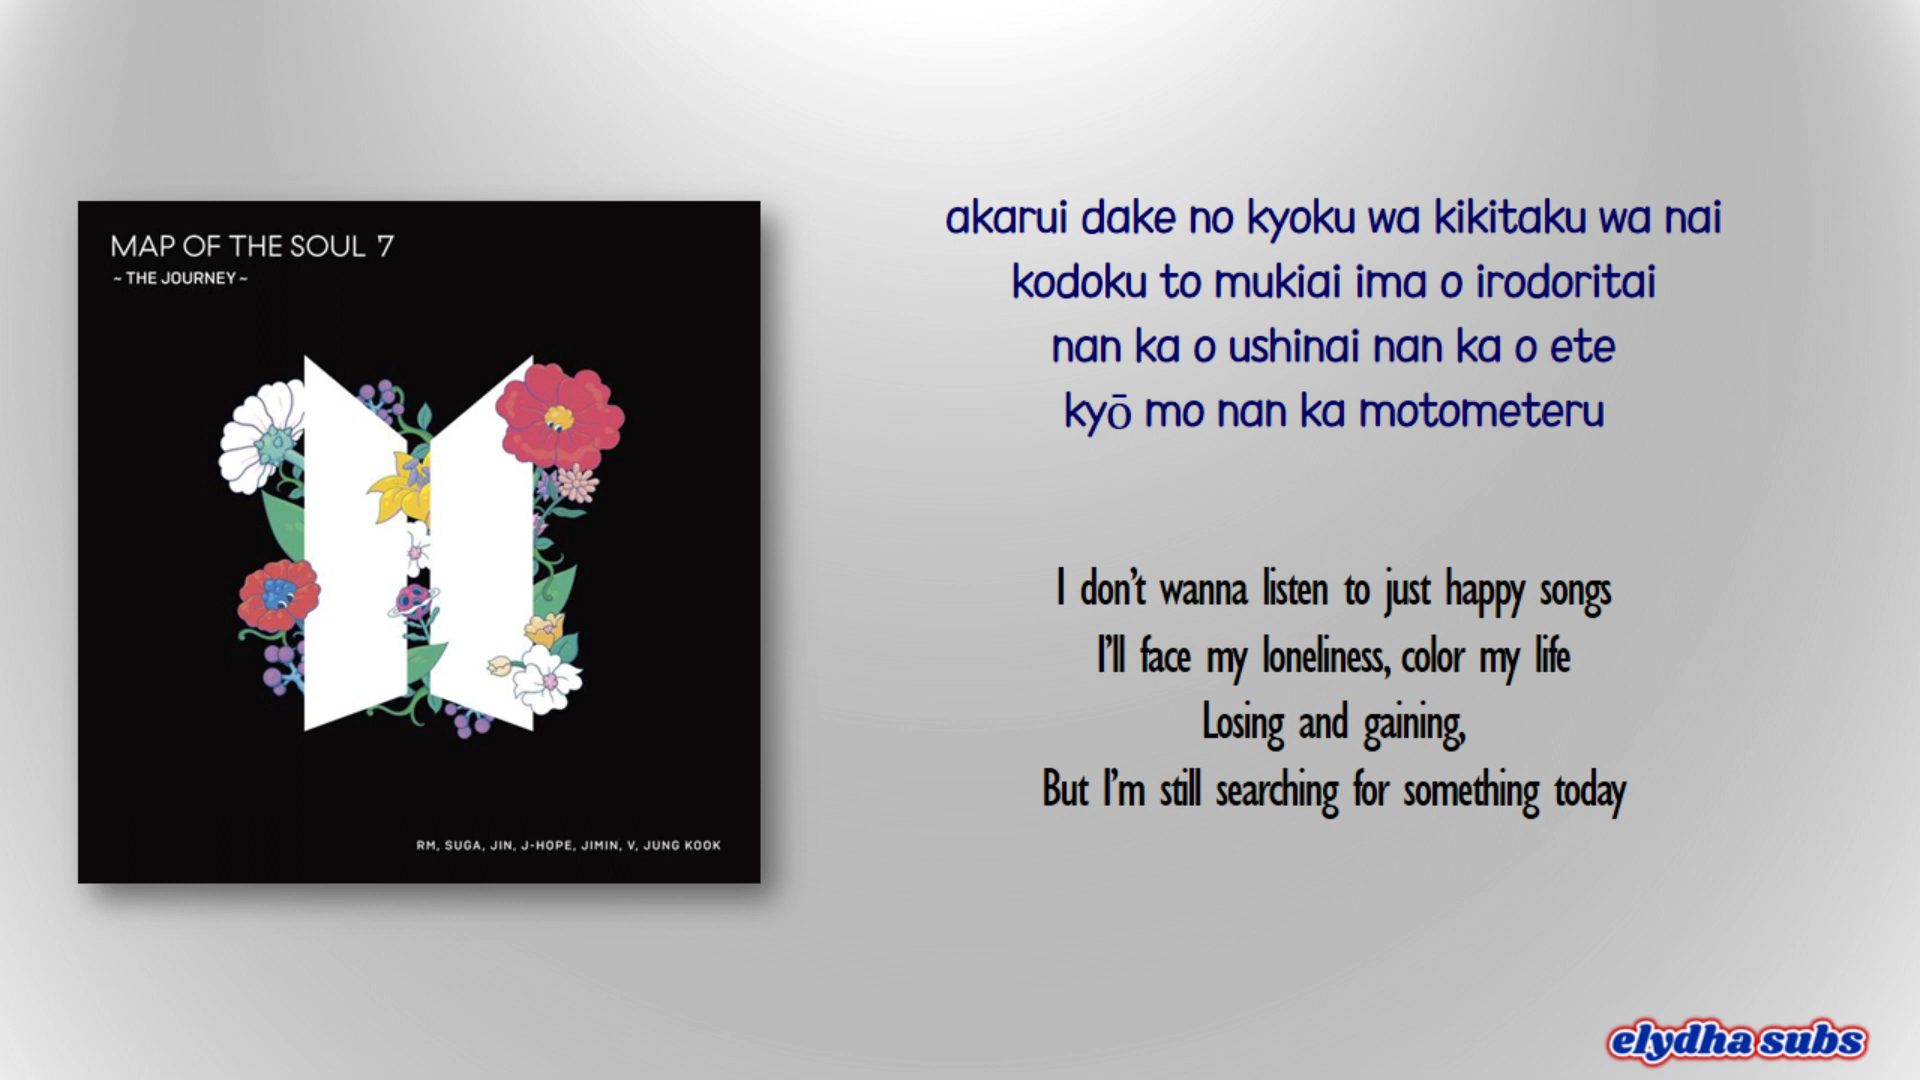 MAP OF THE SOUL 7
~ THE JOURNEY ~
RM, SUGA, JIN, J-HOPE, JIMIN, V, JUNG KOOK
akarui dake no kyoku wa kikitaku wa nai
kodoku to mukiai ima o irodoritai
nan ka o ushinai nan ka o ete
kyō mo nan ka motometeru
I don't wanna listen to just happy songs
I'll face my loneliness, color my life
Losing and gaining,
But I'm still searching for something today
elydha subs